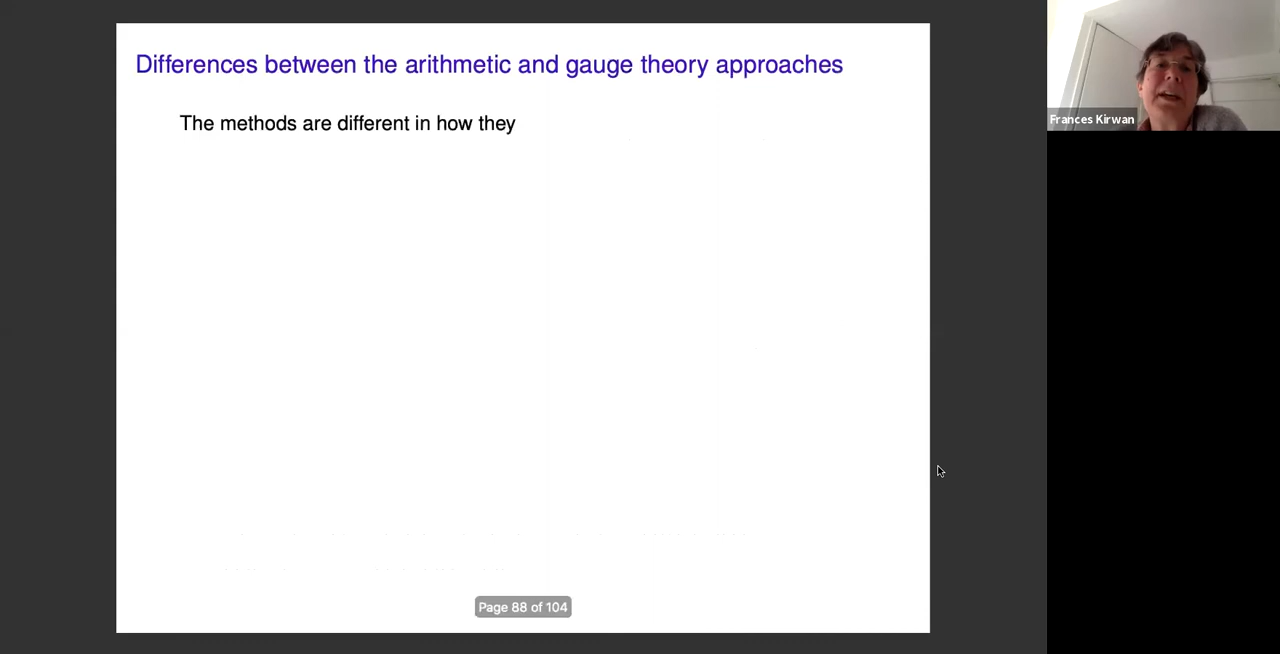 Differences between the arithmetic and gauge theory approaches
The methods are different in how they
Frances Kirwan
Page 88 of 104